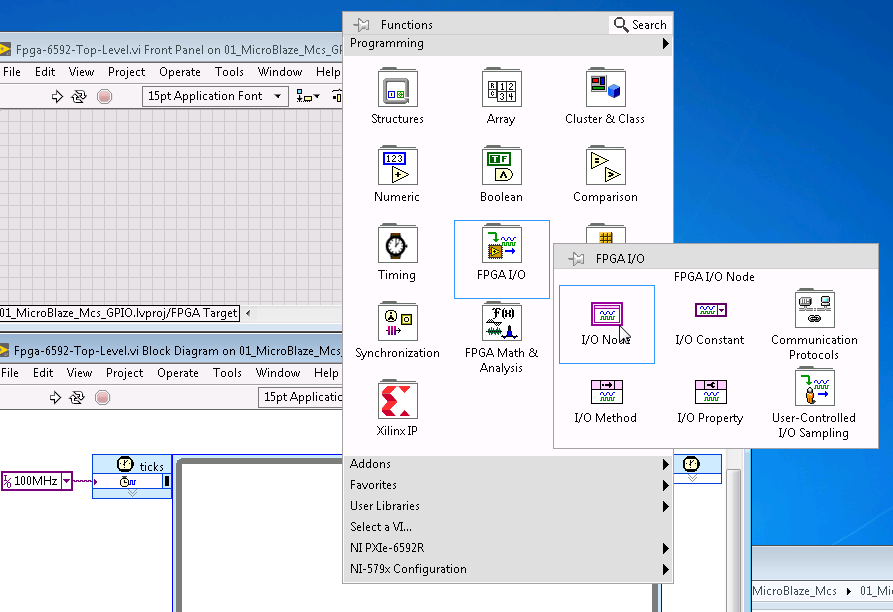 Functions
Search
Programming
Structures
Array
Cluster & Class
Numeric
Boolean
Comparison
Timing
FPGA I/O
Synchronization
FPGA Math &
Analysis
Xilinx IP
Addons
Favorites
User Libraries
Select a VI...
NI PXIe-6592R
NI-579x Configuration
FPGA I/O
FPGA I/O Node
I/O Node
I/O Constant
Communication
Protocols
I/O Method
I/O Property
User-Controlled
I/O Sampling
Fpga-6592-Top-Level.vi Front Panel on 01_MicroBlaze_Mcs_GP
File Edit View Project Operate Tools Window Help
15pt Application Font
01_MicroBlaze_Mcs_GPIO.lvproj/FPGA Target
Fpga-6592-Top-Level.vi Block Diagram on 01_MicroBlaze_Mcs_
File Edit View Project Operate Tools Window Help
15pt Applicatio
100MHz
ticks
MicroBlaze_Mcs
01_Mi